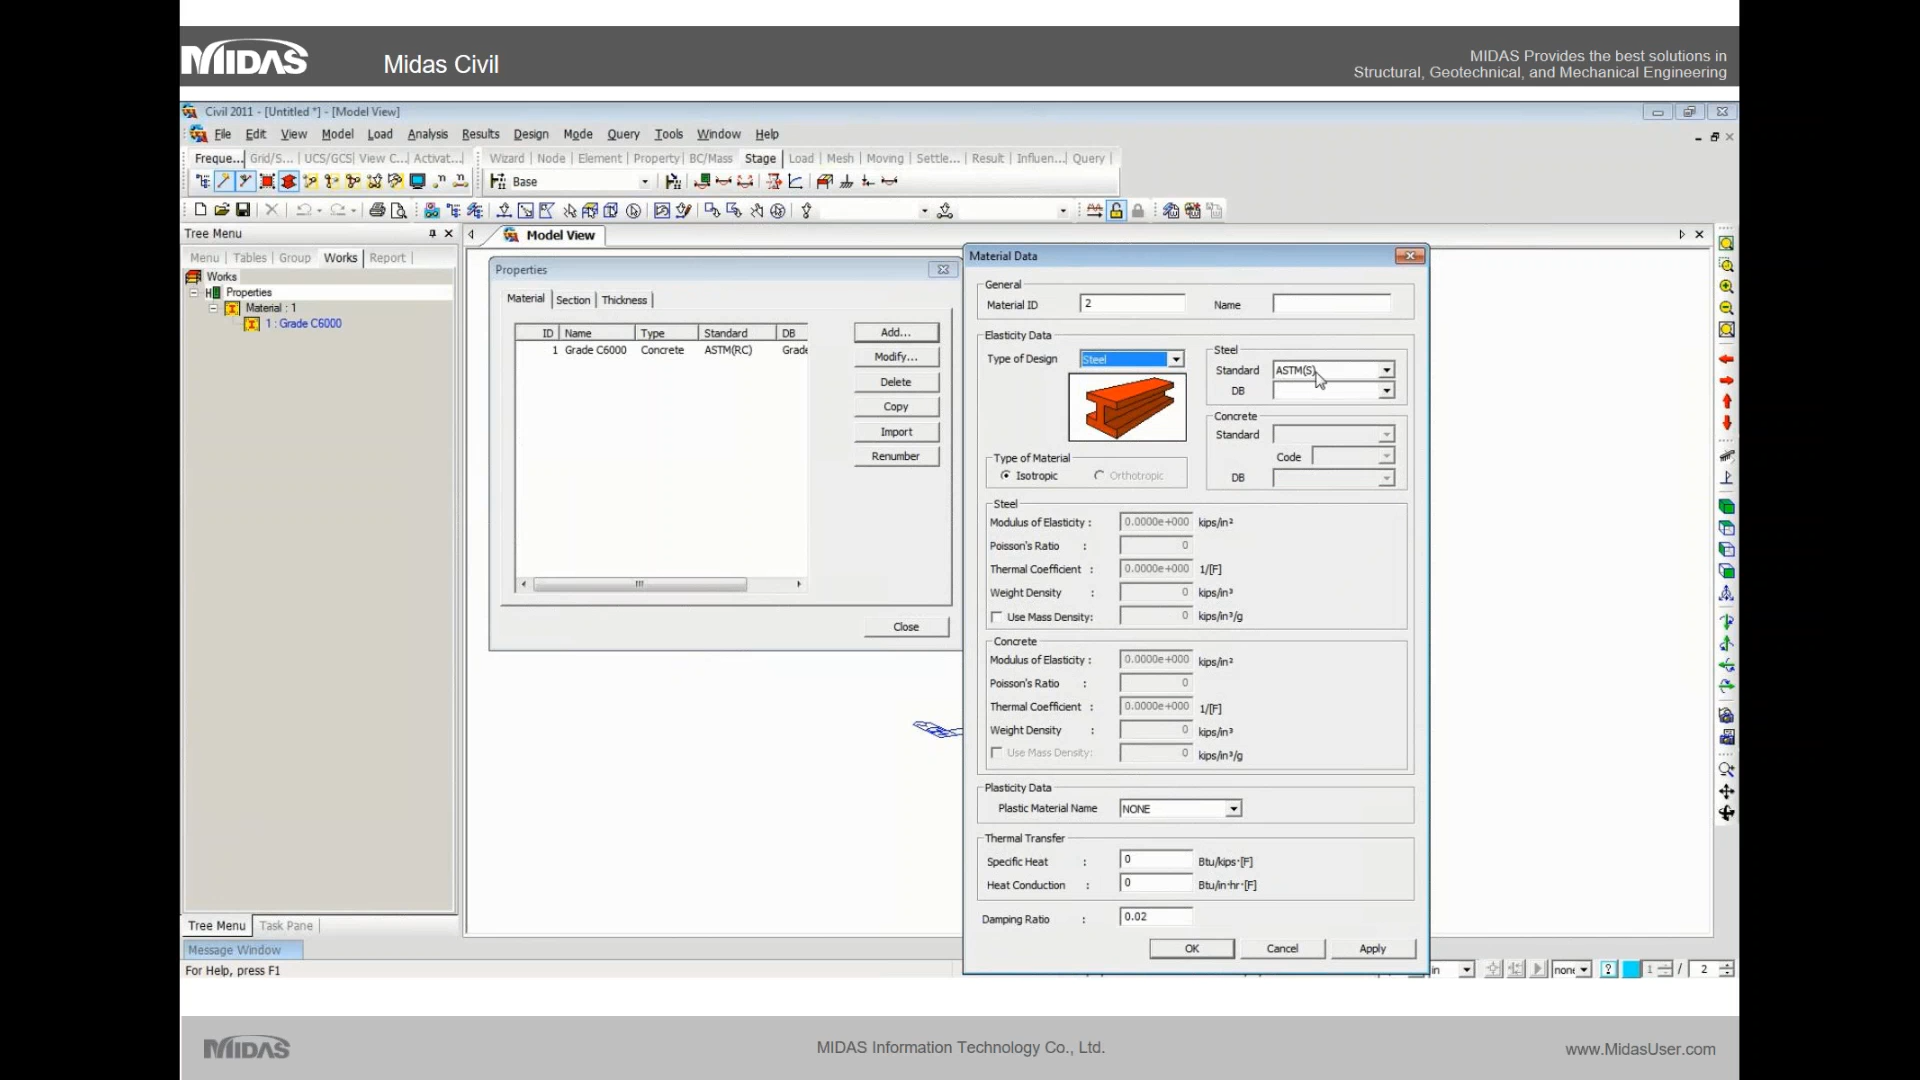 MIDAS
Midas Civil
MIDAS Provides the best solutions in
Structural, Geotechnical, and Mechanical Engineering
Civil 2011 - [Untitled *] - [Model View]
File Edit View Model Load Analysis Results Design Mode Query Tools Window Help
Freque... Grid/S... UCS/GCS View C... Activat... Wizard Node Element Property BC/Mass Stage Load Mesh Moving Settle... Result Influen... Query
Base
Tree Menu
Model View
Menu Tables Group Works Report
Works
Properties
Material : 1
1 : Grade C6000
Properties
Material Section Thickness
ID Name Type Standard DB
1 Grade C6000 Concrete ASTM(RC) Grade
Add...
Modify...
Delete
Copy
Import
Renumber
Close
Material Data
General
Material ID 2 Name
Elasticity Data
Type of Design Steel
Steel
Standard ASTM(S)
DB
Concrete
Standard
Code
DB
Type of Material
Isotropic Orthotropic
Steel
Modulus of Elasticity : 0.0000e+000 kips/in²
Poisson's Ratio : 0
Thermal Coefficient : 0.0000e+000 1/[F]
Weight Density : 0 kips/in³
Use Mass Density: 0 kips/in³/g
Concrete
Modulus of Elasticity : 0.0000e+000 kips/in²
Poisson's Ratio : 0
Thermal Coefficient : 0.0000e+000 1/[F]
Weight Density : 0 kips/in³
Use Mass Density: 0 kips/in³/g
Plasticity Data
Plastic Material Name NONE
Thermal Transfer
Specific Heat : 0 Btu/kips·[F]
Heat Conduction : 0 Btu/in·hr·[F]
Damping Ratio : 0.02
OK Cancel Apply
Tree Menu Task Pane
Message Window
For Help, press F1
in none 1 / 2
MIDAS
MIDAS Information Technology Co., Ltd.
www.MidasUser.com